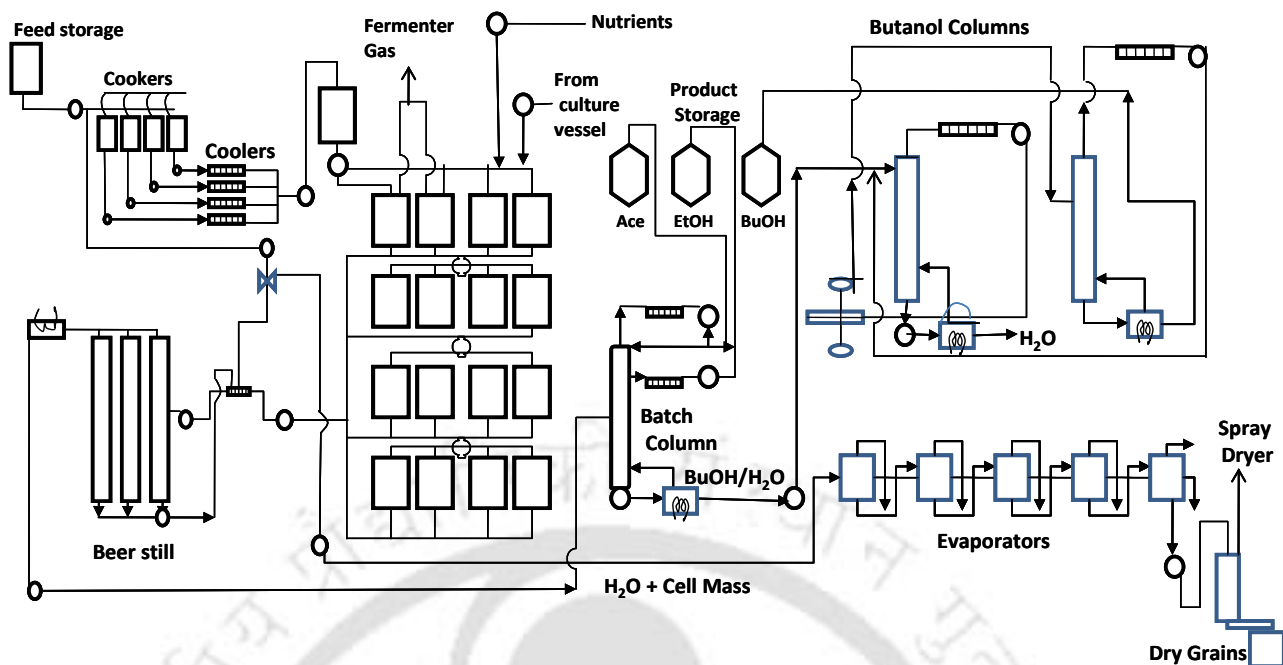 Feed storage
Cookers
Coolers
Fermenter
Gas
Nutrients
From
culture
vessel
Product
Storage
Ace
EtOH
BuOH
Butanol Columns
H₂O
Beer still
Batch
Column
BuOH/H₂O
H₂O + Cell Mass
Evaporators
Spray
Dryer
Dry Grains